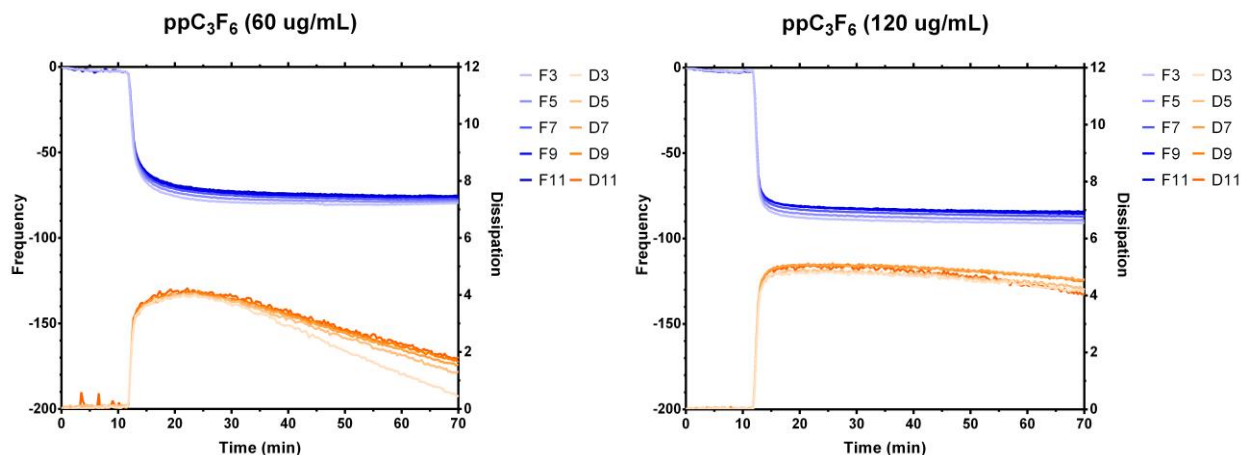 ppC₃F₆ (60 ug/mL)
0
-50
-100
-150
-200
Frequency
12
10
8
6
4
2
0
Dissipation
0 10 20 30 40 50 60 70
Time (min)
F3 D3
F5 D5
F7 D7
F9 D9
F11 D11
ppC₃F₆ (120 ug/mL)
0
-50
-100
-150
-200
Frequency
12
10
8
6
4
2
0
Dissipation
0 10 20 30 40 50 60 70
Time (min)
F3 D3
F5 D5
F7 D7
F9 D9
F11 D11